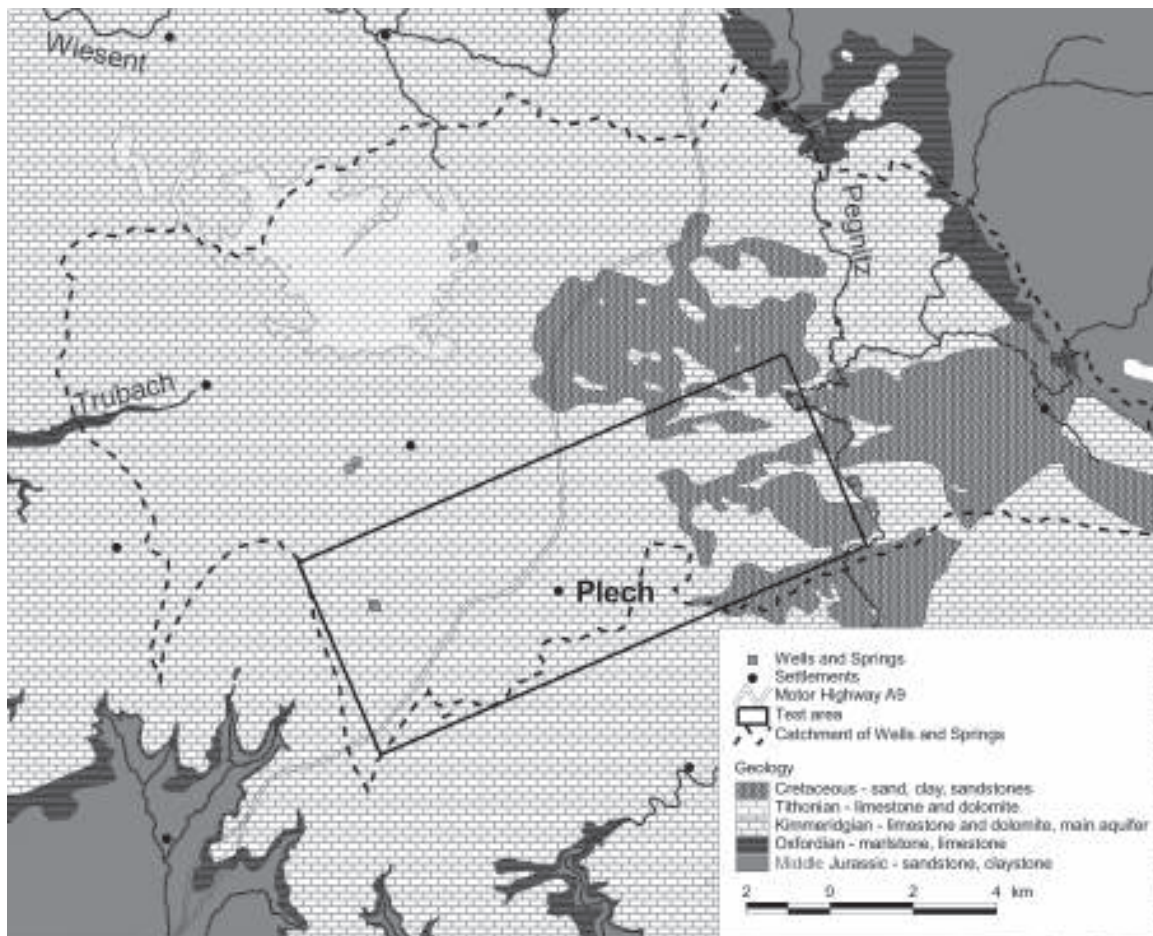 Wiesent
Pegnitz
Trubach
Plech
Wells and Springs
Settlements
Motor Highway A9
Test area
Catchment of Wells and Springs
Geology
Cretaceous - sand, clay, sandstones
Tithonian - limestone and dolomite
Kimmeridgian - limestone and dolomite, main aquifer
Oxfordian - marlstone, limestone
Middle Jurassic - sandstone, claystone
2 0 2 4 km